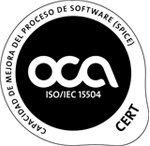 CAPACIDAD DE MEJORA DEL PROCESO DE SOFTWARE (SPICE)
oca
ISO/IEC 15504
CERT